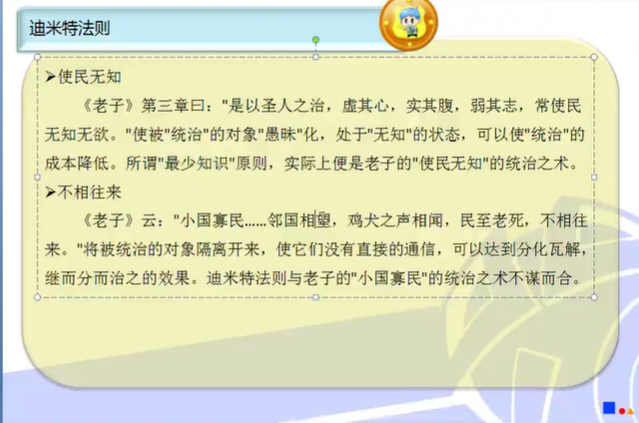 迪米特法则
➢使民无知
《老子》第三章曰："是以圣人之治，虚其心，实其腹，弱其志，常使民
无知无欲。"使被"统治"的对象"愚昧"化，处于"无知"的状态，可以使"统治"的
成本降低。所谓"最少知识"原则，实际上便是老子的"使民无知"的统治之术。
➢不相往来
《老子》云："小国寡民……邻国相望，鸡犬之声相闻，民至老死，不相往
来。"将被统治的对象隔离开来，使它们没有直接的通信，可以达到分化瓦解，
继而分而治之的效果。迪米特法则与老子的"小国寡民"的统治之术不谋而合。